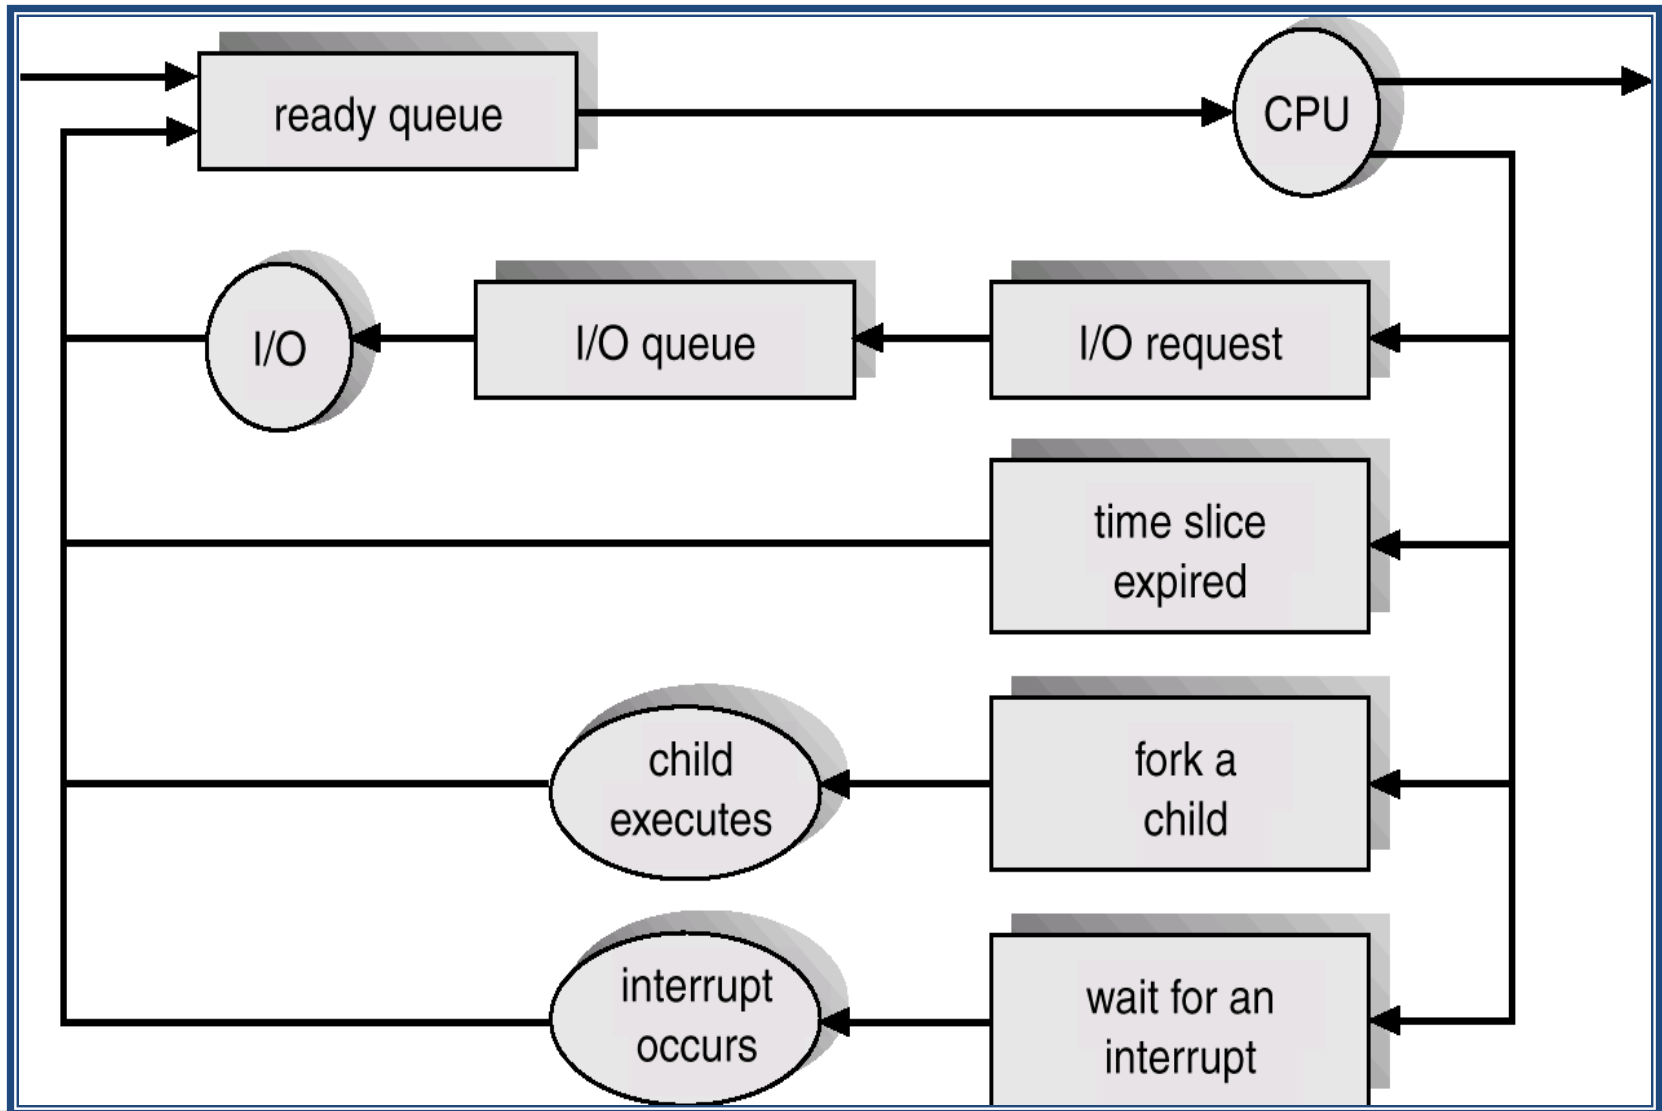 ready queue
CPU
I/O
I/O queue
I/O request
time slice
expired
child
executes
fork a
child
interrupt
occurs
wait for an
interrupt